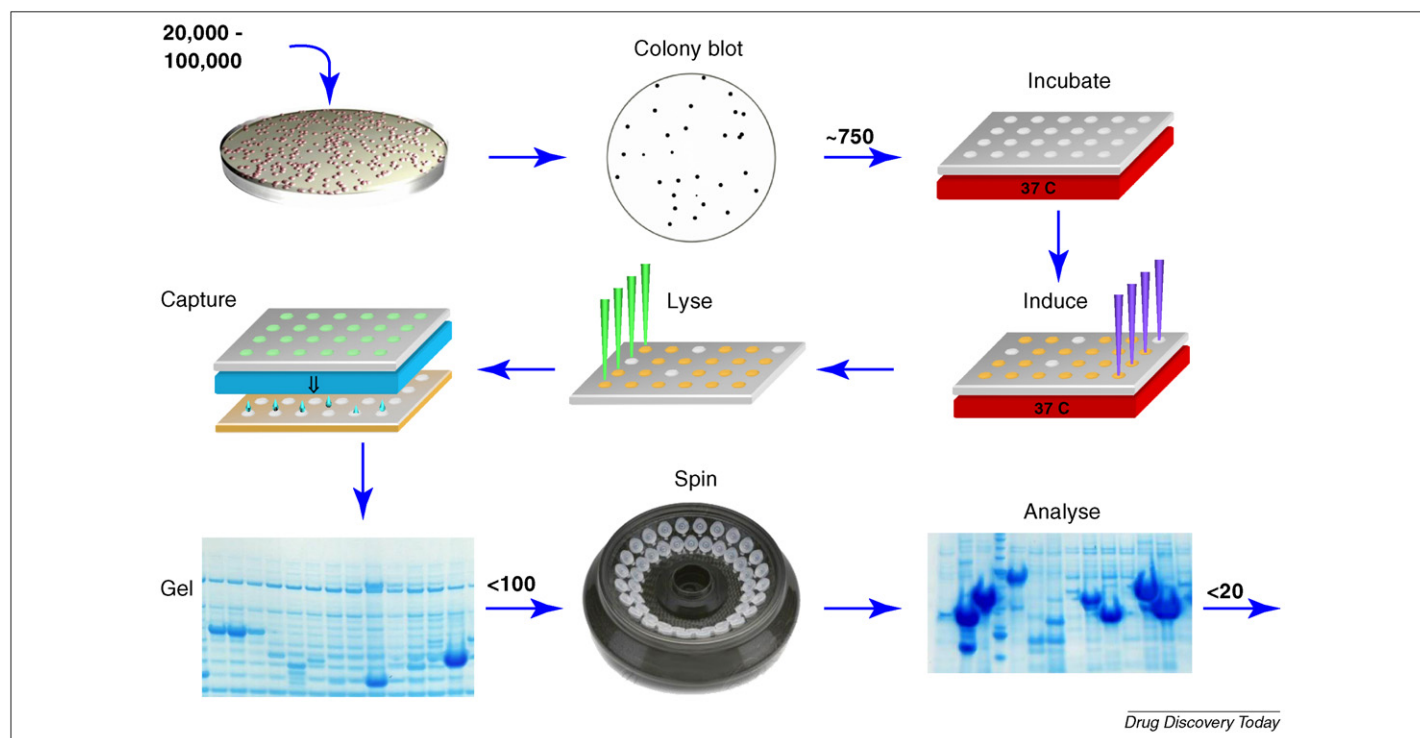 20,000 -
100,000
Colony blot
~750
Incubate
37 C
Capture
Lyse
Induce
37 C
⇓
Gel
<100
Spin
Analyse
<20
Drug Discovery Today